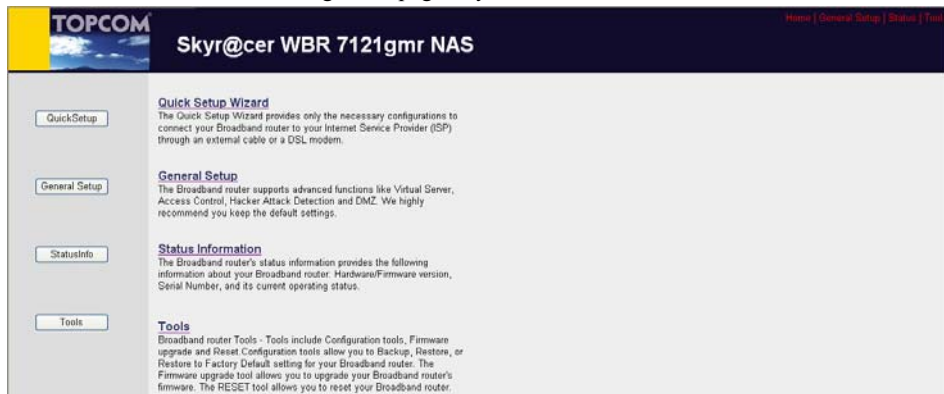 TOPCOM
Home | General Setup | Status |
Skyr@cer WBR 7121gmr NAS
QuickSetup
Quick Setup Wizard
The Quick Setup Wizard provides only the necessary configurations to
connect your Broadband router to your Internet Service Provider (ISP)
through an external cable or a DSL modem.
General Setup
General Setup
The Broadband router supports advanced functions like Virtual Server,
Access Control, Hacker Attack Detection and DMZ. We highly
recommend you keep the default settings.
StatusInfo
Status Information
The Broadband router's status information provides the following
information about your Broadband router: Hardware/Firmware version,
Serial Number, and its current operating status.
Tools
Tools
Broadband router Tools - Tools include Configuration tools, Firmware
upgrade and Reset.Configuration tools allow you to Backup, Restore, or
Restore to Factory Default setting for your Broadband router. The
Firmware upgrade tool allows you to upgrade your Broadband router's
firmware. The RESET tool allows you to reset your Broadband router.